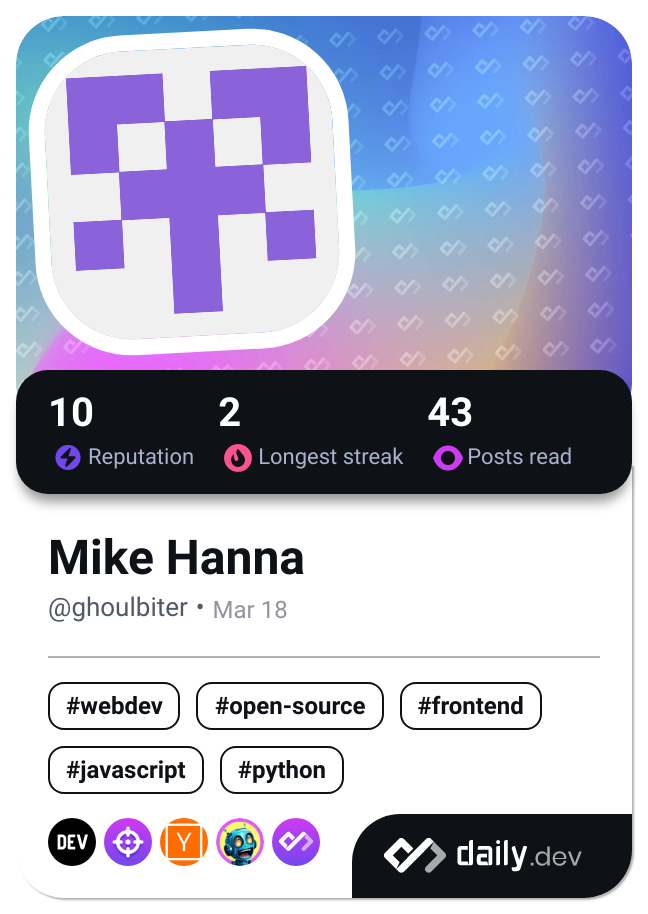 10 2 43
Reputation Longest streak Posts read
Mike Hanna
@ghoulbiter • Mar 18
#webdev #open-source #frontend
#javascript #python
DEV Y daily.dev